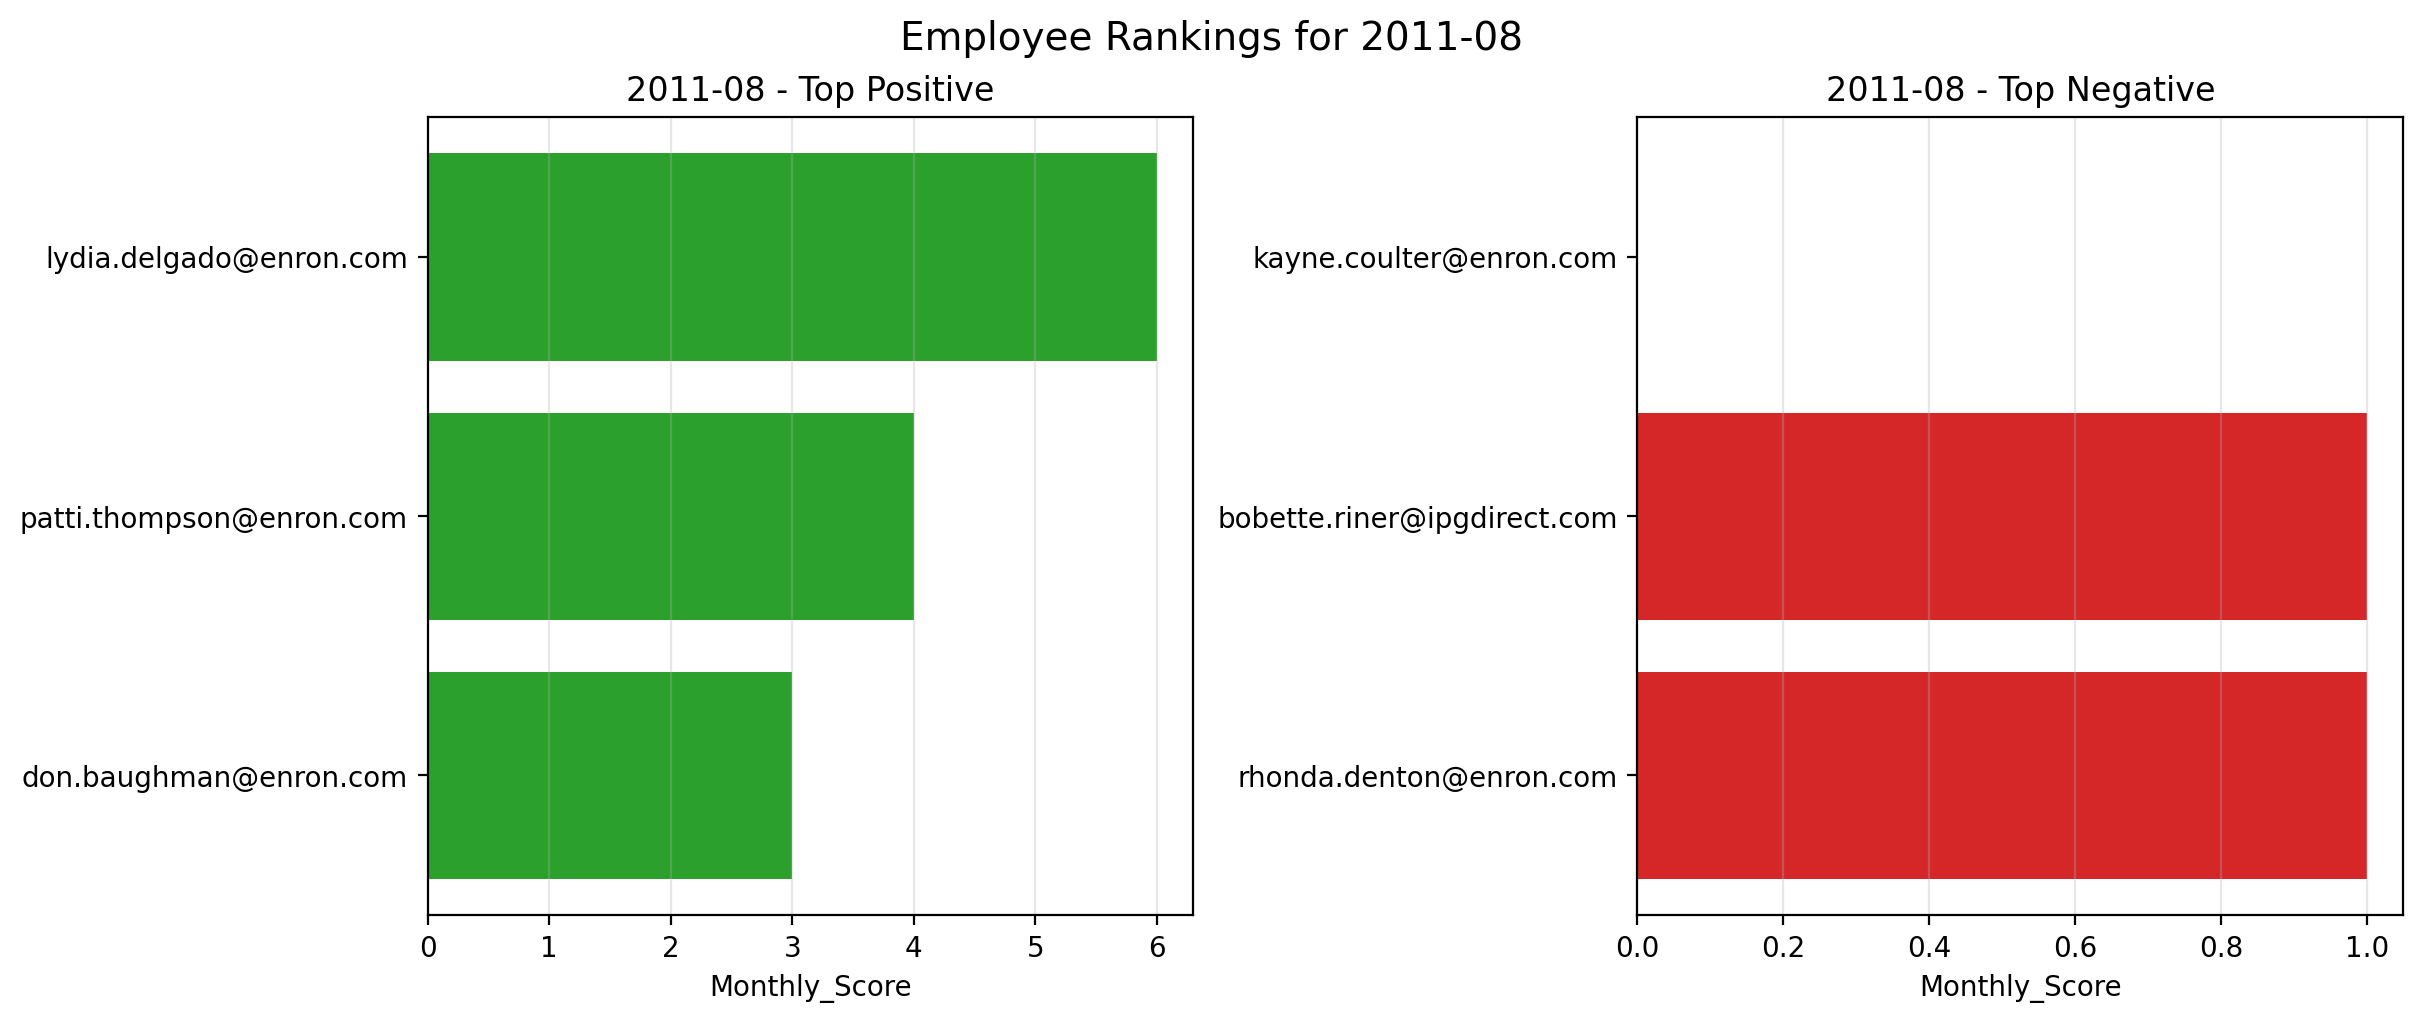 Employee Rankings for 2011-08
2011-08 - Top Positive
lydia.delgado@enron.com
patti.thompson@enron.com
don.baughman@enron.com
0 1 2 3 4 5 6
Monthly_Score
2011-08 - Top Negative
kayne.coulter@enron.com
bobette.riner@ipgdirect.com
rhonda.denton@enron.com
0.0 0.2 0.4 0.6 0.8 1.0
Monthly_Score